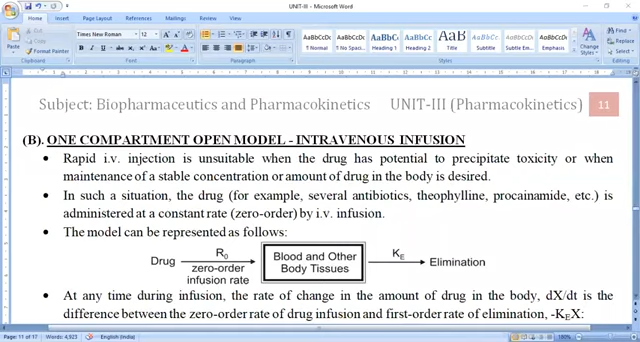 UNIT-III - Microsoft Word
Home Insert Page Layout References Mailings Review View
Paste
Cut
Copy
Format Painter
Clipboard
Times New Roman 12
Font
Paragraph
AaBbCcDc AaBbCcDc AaBbCc AaBbCc AaB AaBbCcI AaBbCcDc AaBbCcDc
¶ Normal ¶ No Spaci... Heading 1 Heading 2 Title Subtitle Subtle Em... Emphasis
Change Styles
Styles
Find
Replace
Select
Editing
Subject: Biopharmaceutics and Pharmacokinetics UNIT-III (Pharmacokinetics) 11
(B). ONE COMPARTMENT OPEN MODEL - INTRAVENOUS INFUSION
• Rapid i.v. injection is unsuitable when the drug has potential to precipitate toxicity or when
maintenance of a stable concentration or amount of drug in the body is desired.
• In such a situation, the drug (for example, several antibiotics, theophylline, procainamide, etc.) is
administered at a constant rate (zero-order) by i.v. infusion.
• The model can be represented as follows:
Drug R0 zero-order infusion rate
Blood and Other
Body Tissues
KE Elimination
• At any time during infusion, the rate of change in the amount of drug in the body, dX/dt is the
difference between the zero-order rate of drug infusion and first-order rate of elimination, -KEX:
Page: 11 of 17 Words: 4,923 English (India) 180%